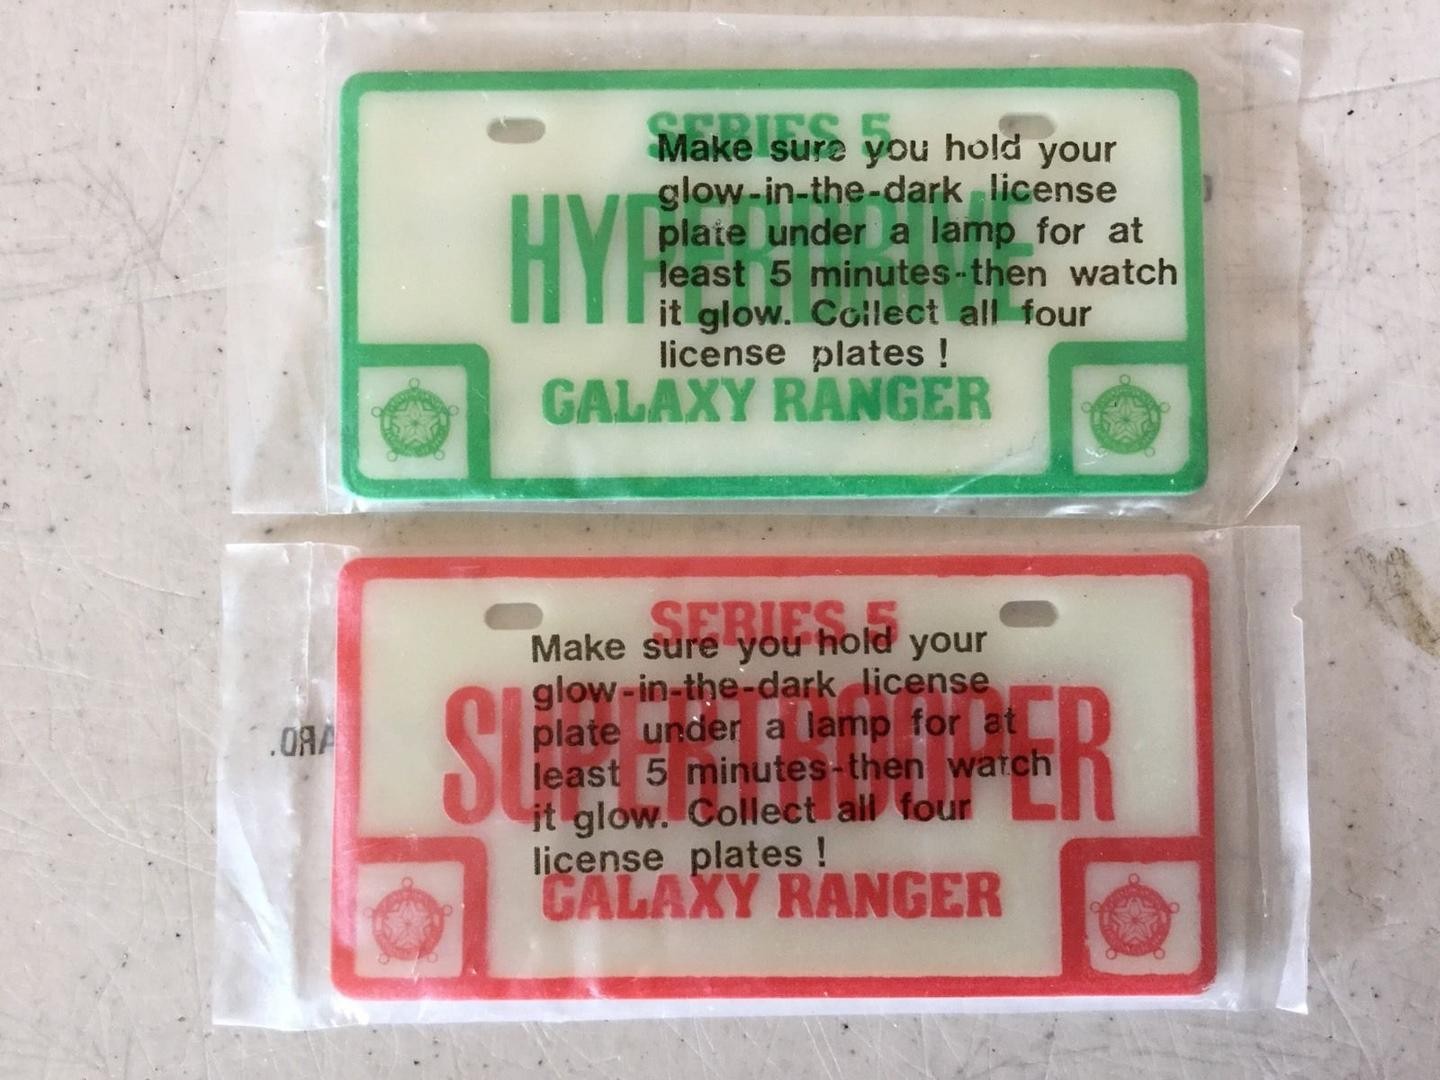 SERIES 5
Make sure you hold your
glow-in-the-dark license
HYPERDRIVE
plate under a lamp for at
least 5 minutes-then watch
it glow. Collect all four
license plates !
GALAXY RANGER
SERIES 5
Make sure you hold your
glow-in-the-dark license
SUPERTROOPER
plate under a lamp for at
least 5 minutes-then watch
it glow. Collect all four
license plates !
GALAXY RANGER